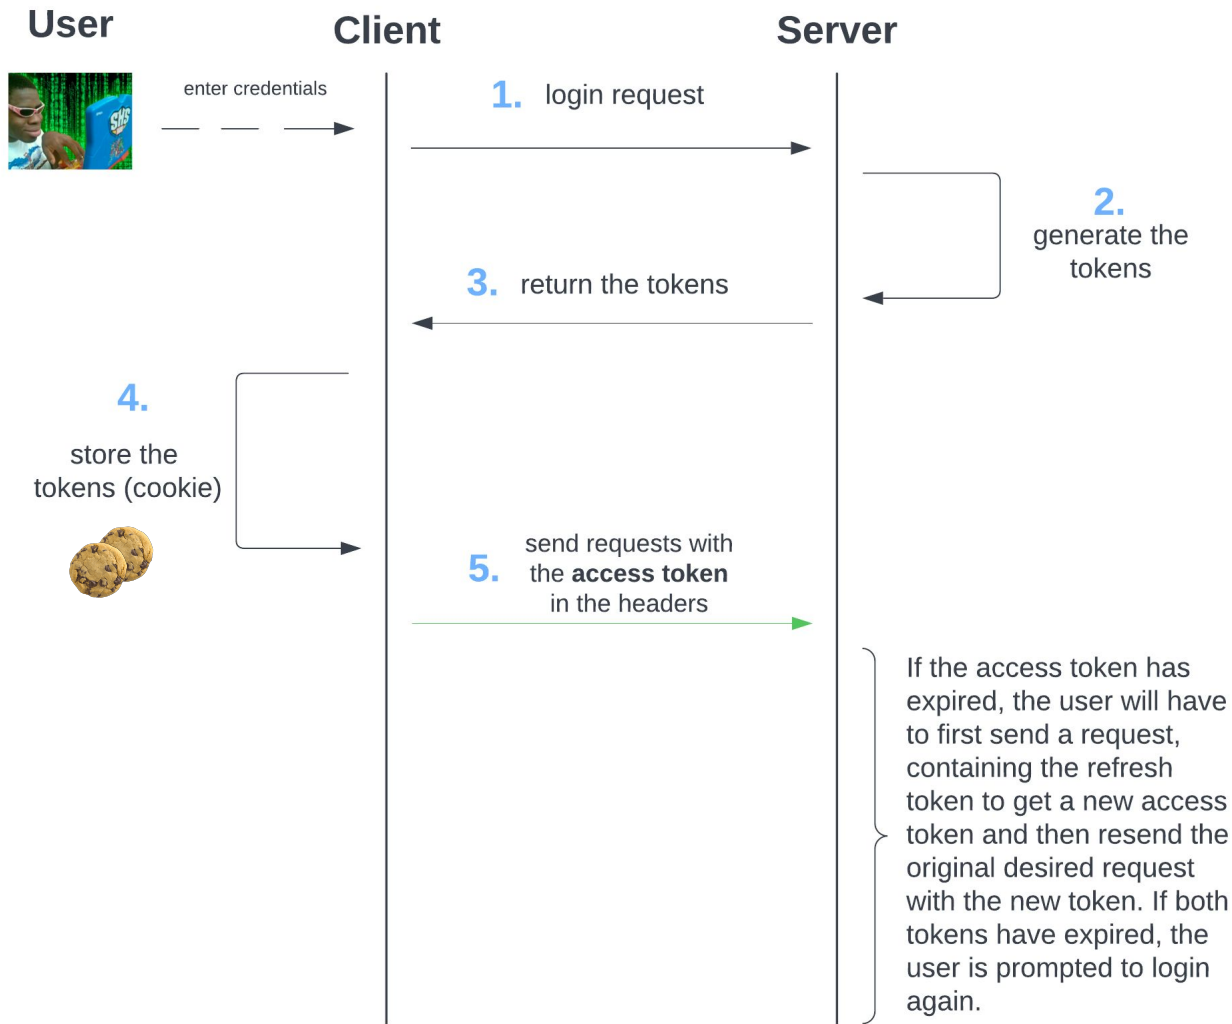 User
Client
Server
enter credentials
1. login request
SHS
2.
generate the
tokens
3. return the tokens
4.
store the
tokens (cookie)
send requests with
5. the access token
in the headers
If the access token has
expired, the user will have
to first send a request,
containing the refresh
token to get a new access
token and then resend the
original desired request
with the new token. If both
tokens have expired, the
user is prompted to login
again.